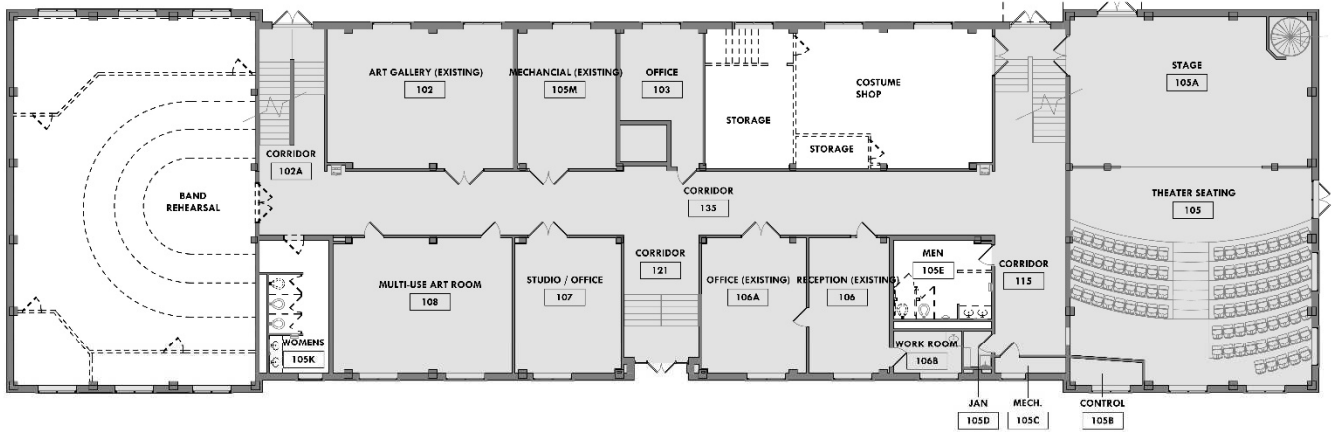 ART GALLERY (EXISTING)
102
MECHANCIAL (EXISTING)
105M
OFFICE
103
STORAGE
COSTUME
SHOP
STORAGE
STAGE
105A
CORRIDOR
102A
BAND
REHEARSAL
CORRIDOR
135
THEATER SEATING
105
MULTI-USE ART ROOM
108
STUDIO / OFFICE
107
CORRIDOR
121
OFFICE (EXISTING)
106A
RECEPTION (EXISTING)
106
MEN
105E
CORRIDOR
115
WOMENS
105K
WORK ROOM
106B
JAN
105D
MECH.
105C
CONTROL
105B